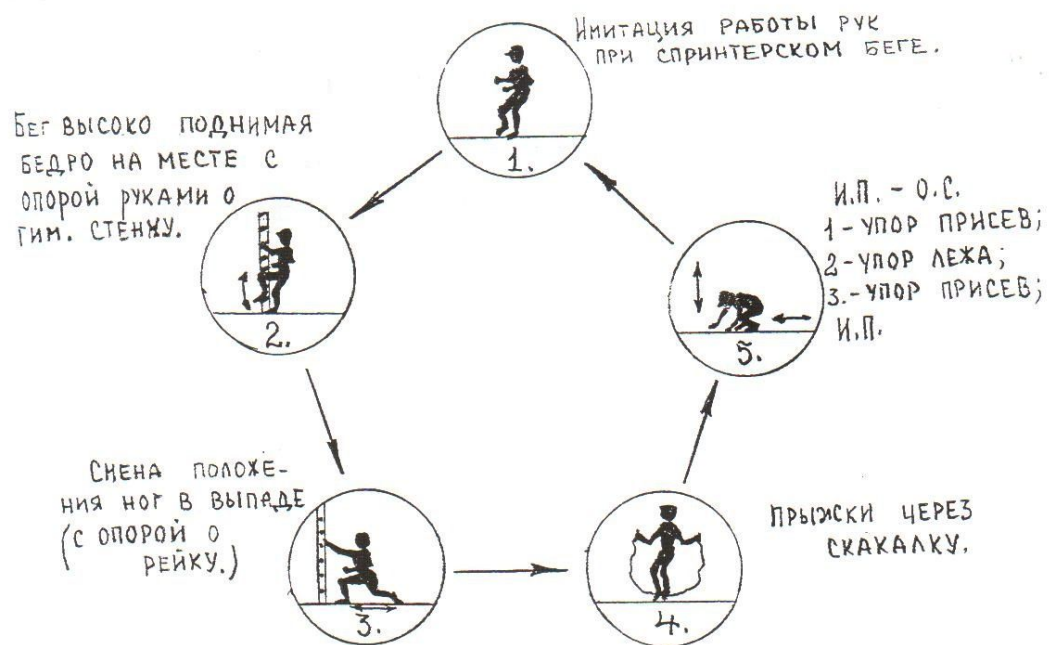 Имитация работы рук
при спринтерском беге.
1.
Бег высоко поднимая
бедро на месте с
опорой руками о
гим. стенку.
2.
Смена положе-
ния ног в выпаде
(с опорой о
рейку.)
3.
Прыжски через
скакалку.
4.
И.П. - О.С.
1-упор присев;
2-упор лежа;
3.-упор присев;
И.П.
5.